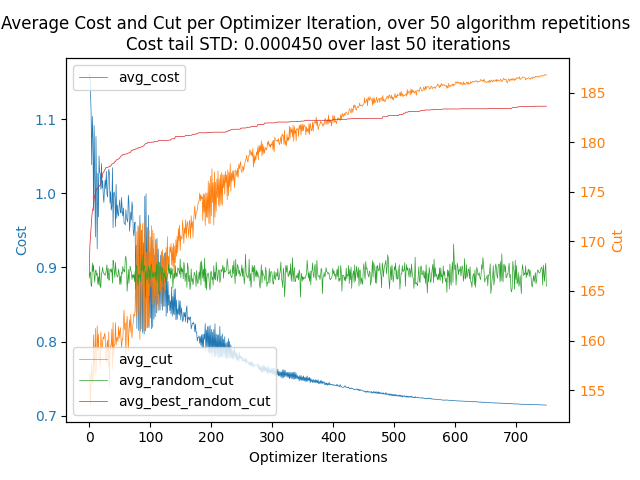 Average Cost and Cut per Optimizer Iteration, over 50 algorithm repetitions
Cost tail STD: 0.000450 over last 50 iterations
avg_cost
1.1
1.0
0.9
0.8
0.7
Cost
185
180
175
170
165
160
155
Cut
avg_cut
avg_random_cut
avg_best_random_cut
0 100 200 300 400 500 600 700
Optimizer Iterations